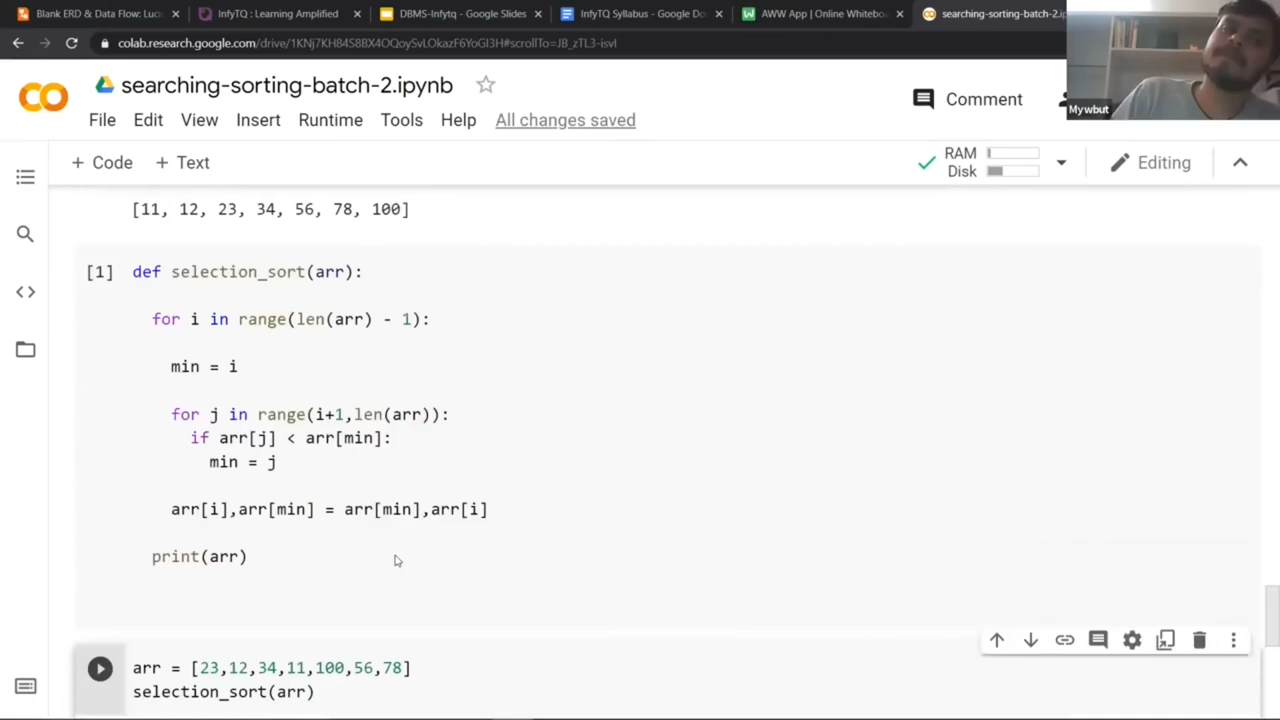 Blank ERD & Data Flow: Luc
InfyTQ : Learning Amplified
DBMS-Infytq - Google Slides
InfyTQ Syllabus - Google Do
AWW App | Online Whitebo
searching-sorting-batch-2.ip
colab.research.google.com/drive/1KNj7KH84S8BX4OQoySvLOkazF6YoGI3H#scrollTo=JB_zTL3-isvl
Mywbut
CO
searching-sorting-batch-2.ipynb
File Edit View Insert Runtime Tools Help All changes saved
Comment
+ Code + Text
RAM
Disk
Editing
[11, 12, 23, 34, 56, 78, 100]
[1] def selection_sort(arr):
for i in range(len(arr) - 1):
min = i
for j in range(i+1,len(arr)):
if arr[j] < arr[min]:
min = j
arr[i],arr[min] = arr[min],arr[i]
print(arr)
arr = [23,12,34,11,100,56,78]
selection_sort(arr)